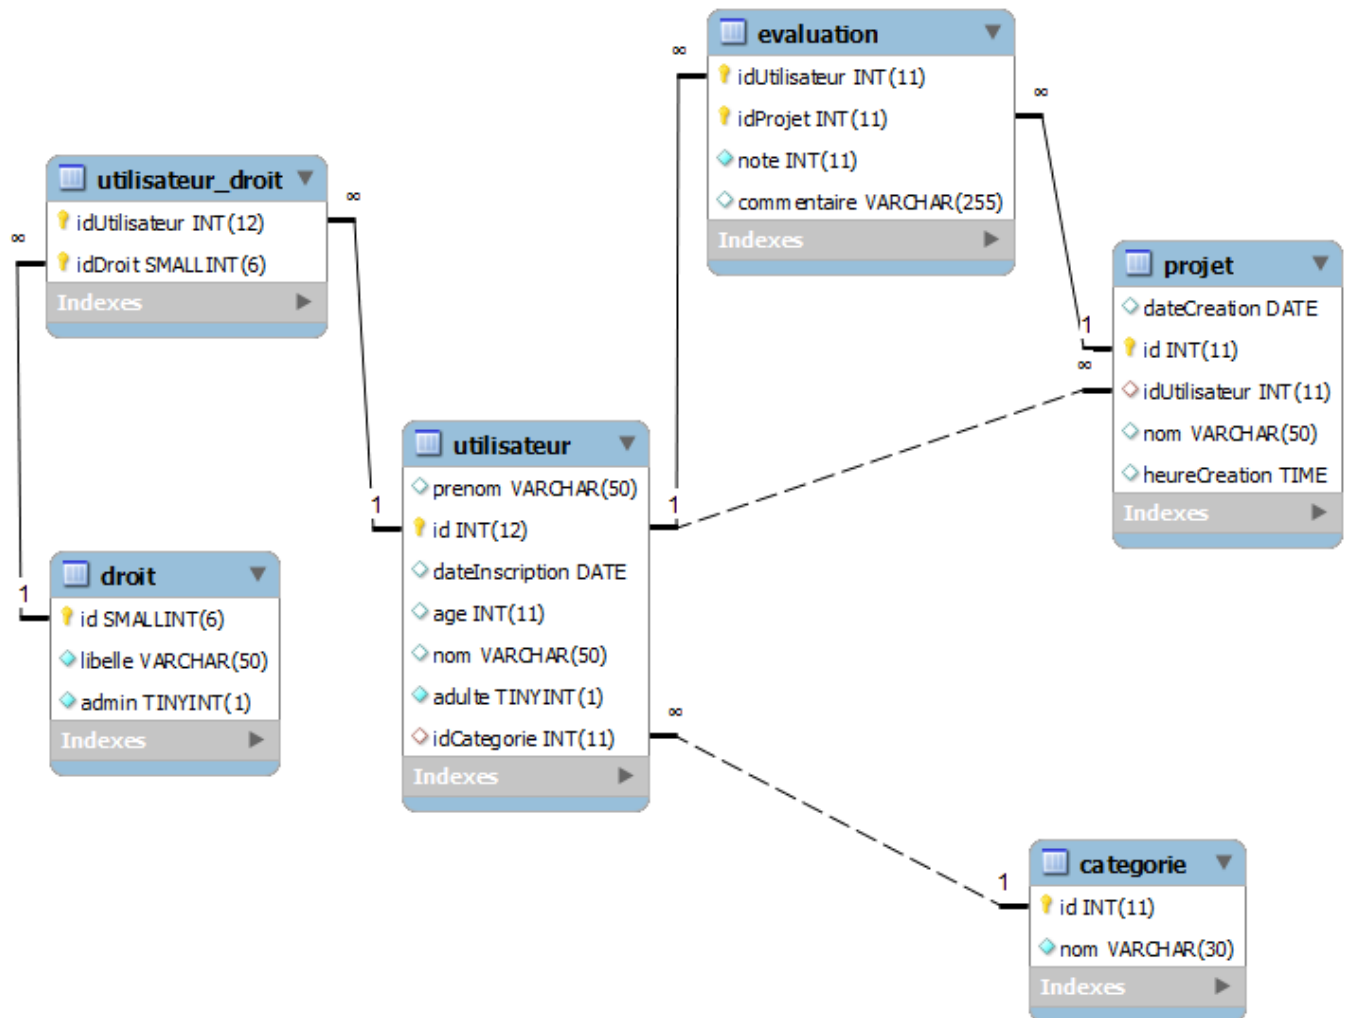 evaluation
idUtilisateur INT(11)
idProjet INT(11)
note INT(11)
commentaire VARCHAR(255)
Indexes
∞
∞
utilisateur_droit
idUtilisateur INT(12)
idDroit SMALLINT(6)
Indexes
∞
∞
projet
dateCreation DATE
id INT(11)
idUtilisateur INT(11)
nom VARCHAR(50)
heureCreation TIME
Indexes
1
∞
utilisateur
prenom VARCHAR(50)
id INT(12)
dateInscription DATE
age INT(11)
nom VARCHAR(50)
adulte TINYINT(1)
idCategorie INT(11)
Indexes
1
1
∞
droit
id SMALLINT(6)
libelle VARCHAR(50)
admin TINYINT(1)
Indexes
1
categorie
id INT(11)
nom VARCHAR(30)
Indexes
1